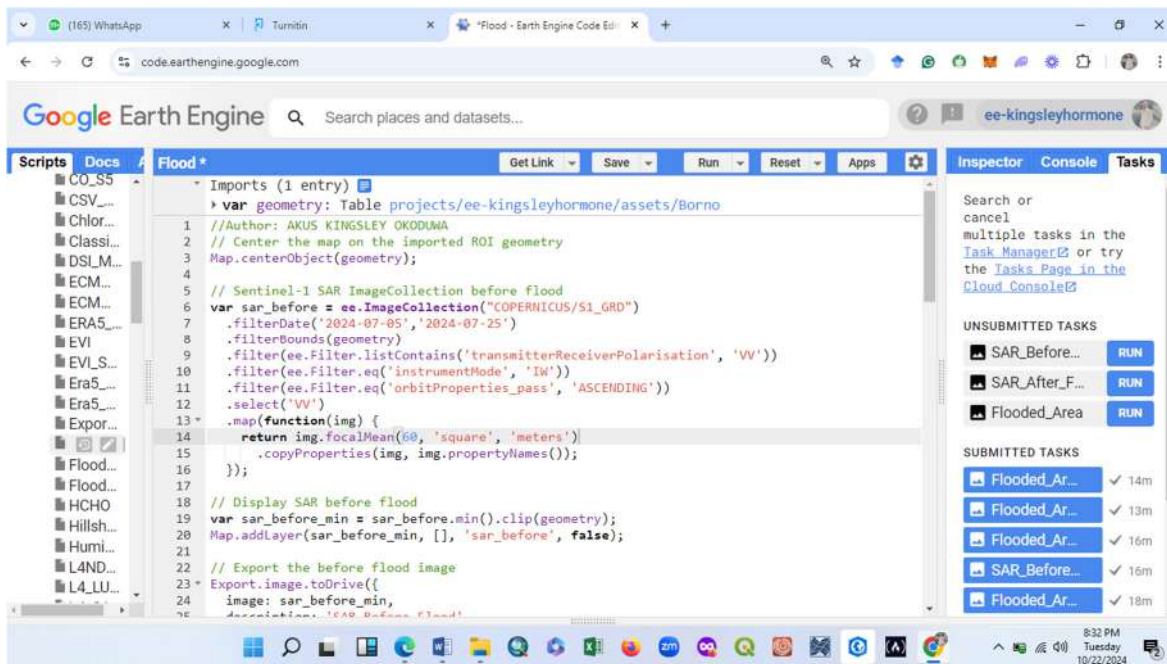 (165) WhatsApp
Turnitin
*Flood - Earth Engine Code Edi
code.earthengine.google.com
Google Earth Engine
Search places and datasets...
ee-kingsleyhormone
Scripts Docs A
CO_S5
CSV_...
Chlor...
Classi...
DSI_M...
ECM...
ECM...
ERA5_...
EVI
EVI_S...
Era5_...
Era5_...
Expor...
Flood...
Flood...
HCHO
Hillsh...
Humi...
L4ND...
L4_LU...
Flood *
Get Link Save Run Reset Apps
Imports (1 entry)
var geometry: Table projects/ee-kingsleyhormone/assets/Borno
1 //Author: AKUS KINGSLEY OKODUWA
2 // Center the map on the imported ROI geometry
3 Map.centerObject(geometry);
4
5 // Sentinel-1 SAR ImageCollection before flood
6 var sar_before = ee.ImageCollection("COPERNICUS/S1_GRD")
7 .filterDate('2024-07-05','2024-07-25')
8 .filterBounds(geometry)
9 .filter(ee.Filter.listContains('transmitterReceiverPolarisation', 'VV'))
10 .filter(ee.Filter.eq('instrumentMode', 'IW'))
11 .filter(ee.Filter.eq('orbitProperties_pass', 'ASCENDING'))
12 .select('VV')
13 .map(function(img) {
14 return img.focalMean(60, 'square', 'meters')
15 .copyProperties(img, img.propertyNames());
16 });
17
18 // Display SAR before flood
19 var sar_before_min = sar_before.min().clip(geometry);
20 Map.addLayer(sar_before_min, [], 'sar_before', false);
21
22 // Export the before flood image
23 Export.image.toDrive({
24 image: sar_before_min,
25 description: 'SAR_Before_Flood',
Inspector Console Tasks
Search or
cancel
multiple tasks in the
Task Manager or try
the Tasks Page in the
Cloud Console
UNSUBMITTED TASKS
SAR_Before... RUN
SAR_After_F... RUN
Flooded_Area RUN
SUBMITTED TASKS
Flooded_Ar... ✓ 14m
Flooded_Ar... ✓ 13m
Flooded_Ar... ✓ 16m
SAR_Before... ✓ 16m
Flooded_Ar... ✓ 18m
zm
8:32 PM
Tuesday
10/22/2024